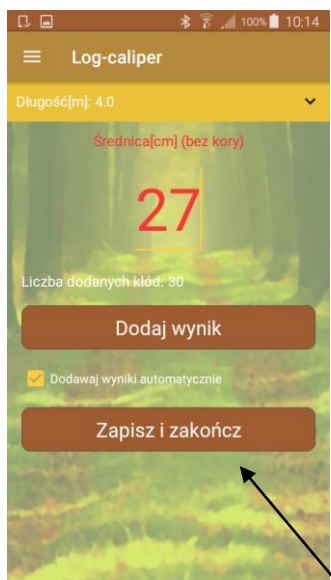 100% 10:14
Log-caliper
Długość[m]: 4.0
Średnica[cm] (bez kory)
27
Liczba dodanych kłód: 30
Dodaj wynik
Dodawaj wyniki automatycznie
Zapisz i zakończ